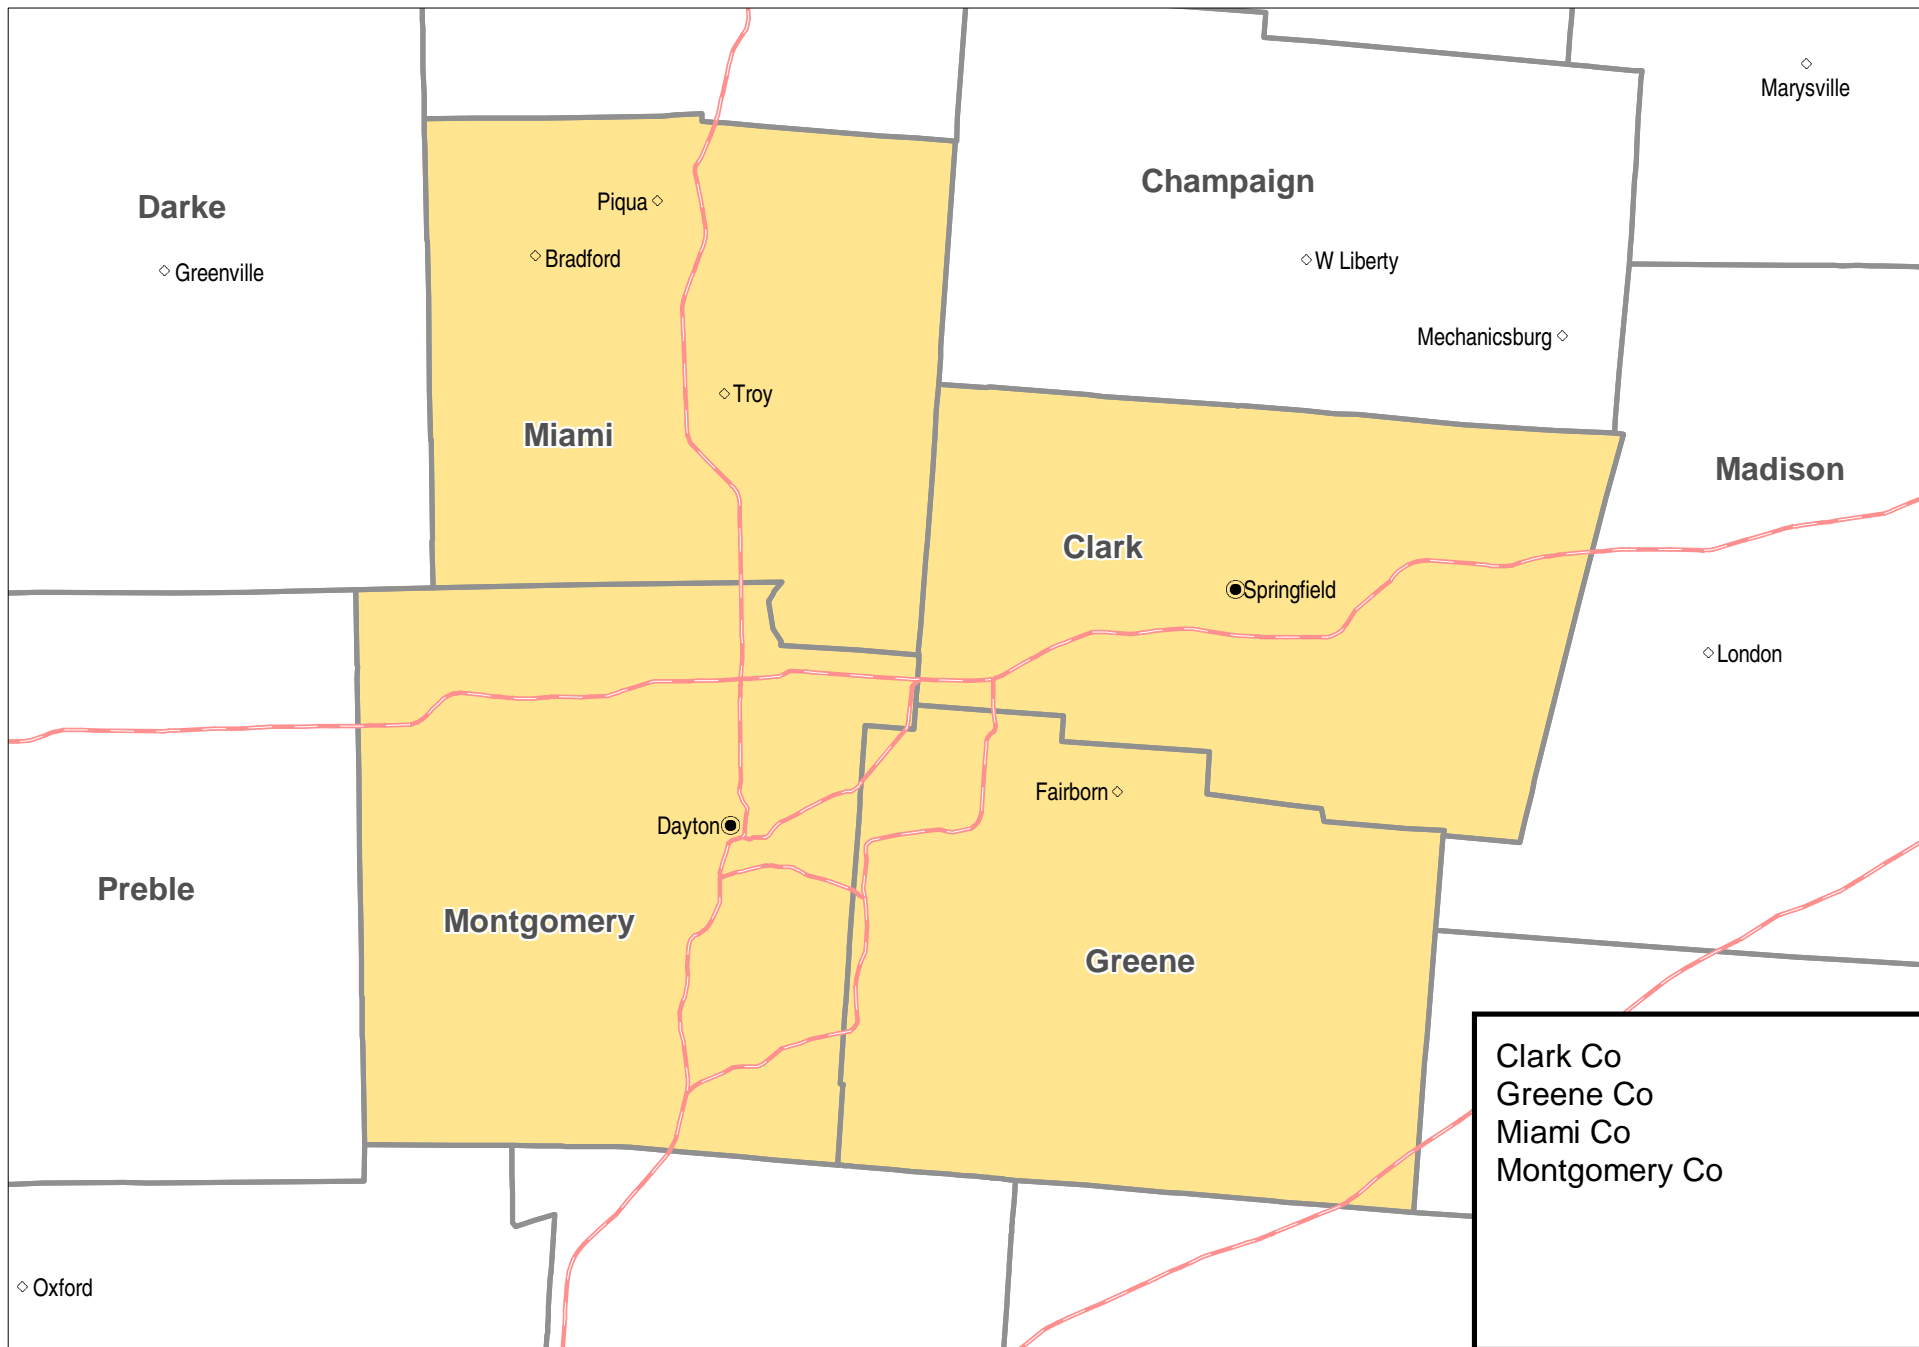 Marysville
Champaign
Darke
Piqua
Bradford
W Liberty
Greenville
Mechanicsburg
Troy
Miami
Madison
Clark
Springfield
London
Fairborn
Dayton
Preble
Montgomery
Greene
Clark Co
Greene Co
Miami Co
Montgomery Co
Oxford